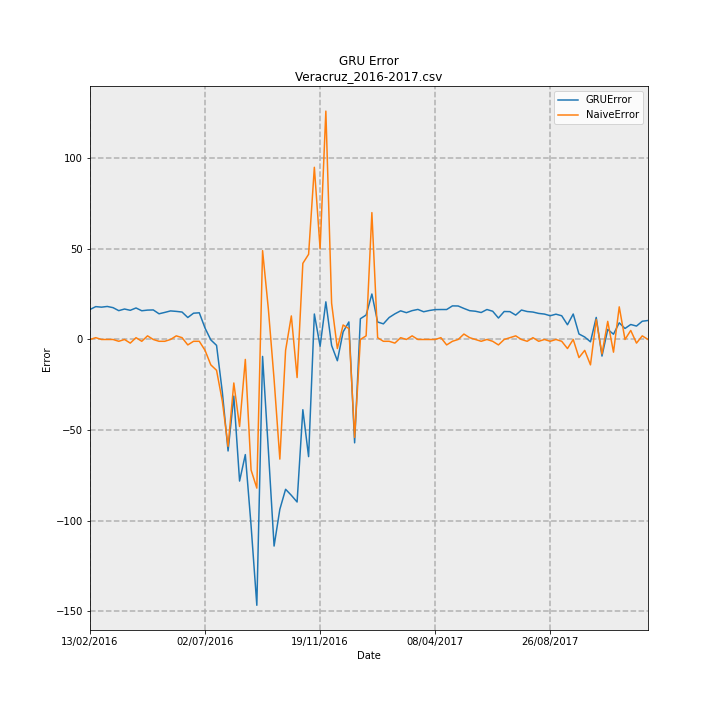 GRU Error
Veracruz_2016-2017.csv
GRUError
NaiveError
100
50
0
−50
−100
−150
Error
13/02/2016
02/07/2016
19/11/2016
08/04/2017
26/08/2017
Date